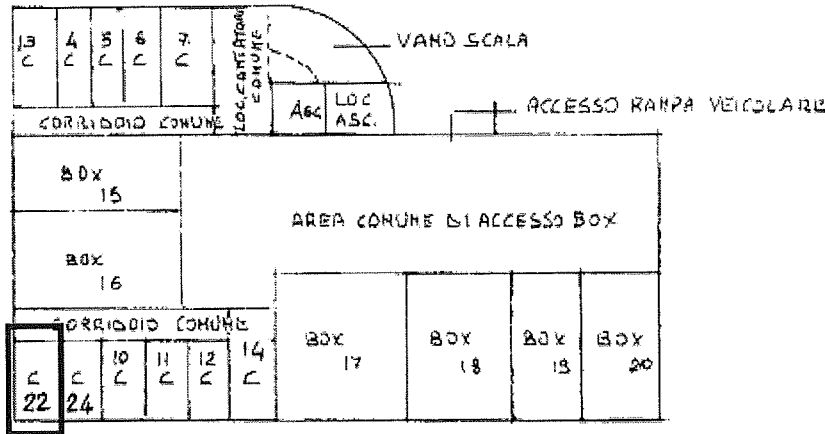 13 4 5 6 7
C C C C C
LOC. CONTATORI
COMUNE
VANO SCALA
ASC.
LOC
ASC.
ACCESSO RAMPA VEICOLARE
CORRIDOIO COMUNE
BOX
15
AREA COMUNE DI ACCESSO BOX
BOX
16
CORRIDOIO COMUNE
C
22
C
24
10
C
11
C
12
C
14
C
BOX
17
BOX
18
BOX
19
BOX
20